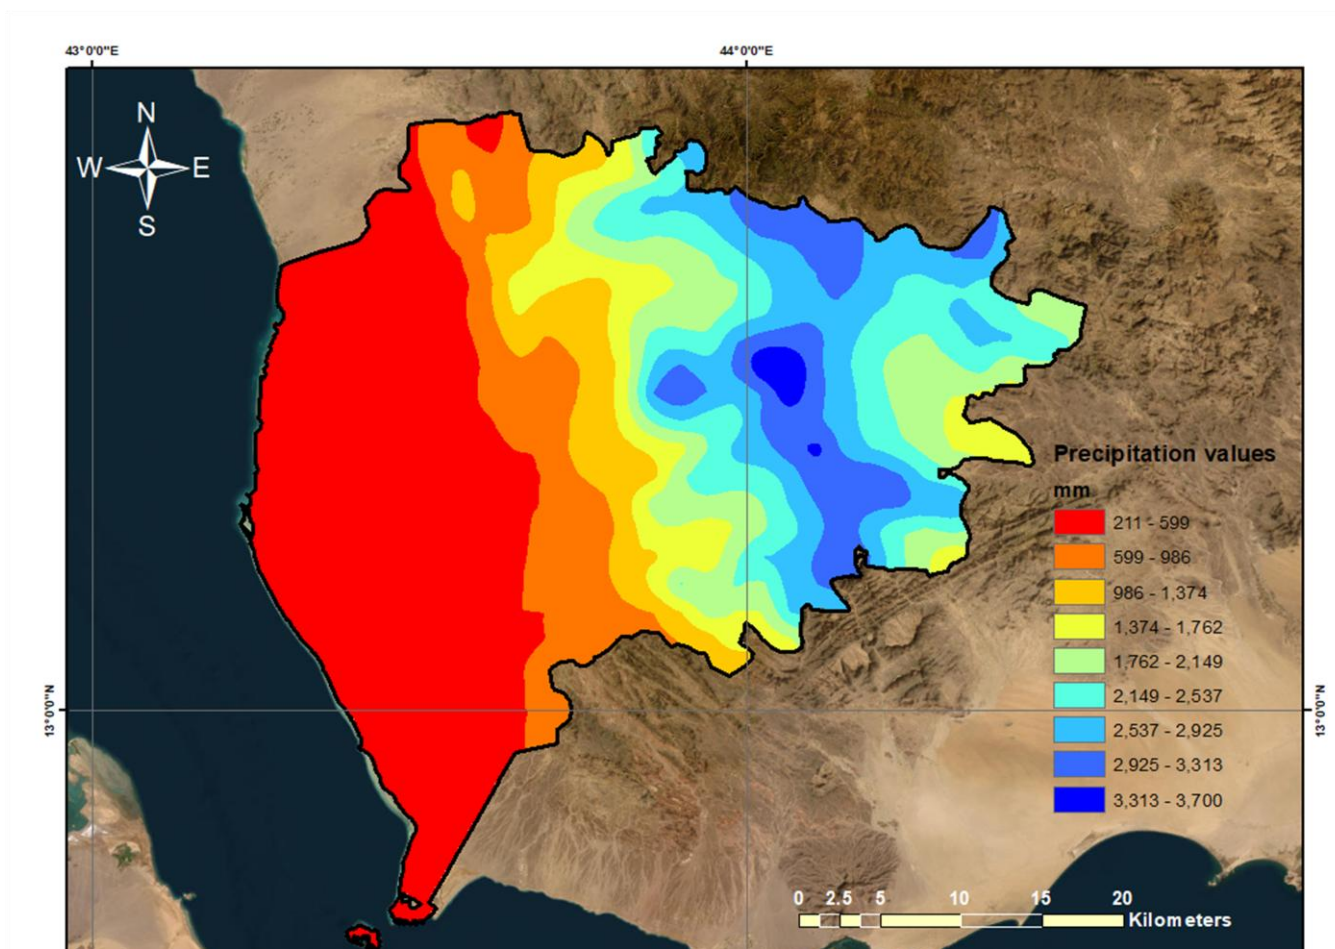 43°0'0"E
44°0'0"E
N
W E
S
Precipitation values
mm
211 - 599
599 - 986
986 - 1,374
1,374 - 1,762
1,762 - 2,149
2,149 - 2,537
2,537 - 2,925
2,925 - 3,313
3,313 - 3,700
13°0'0"N
13°0'0"N
0 2.5 5 10 15 20
Kilometers